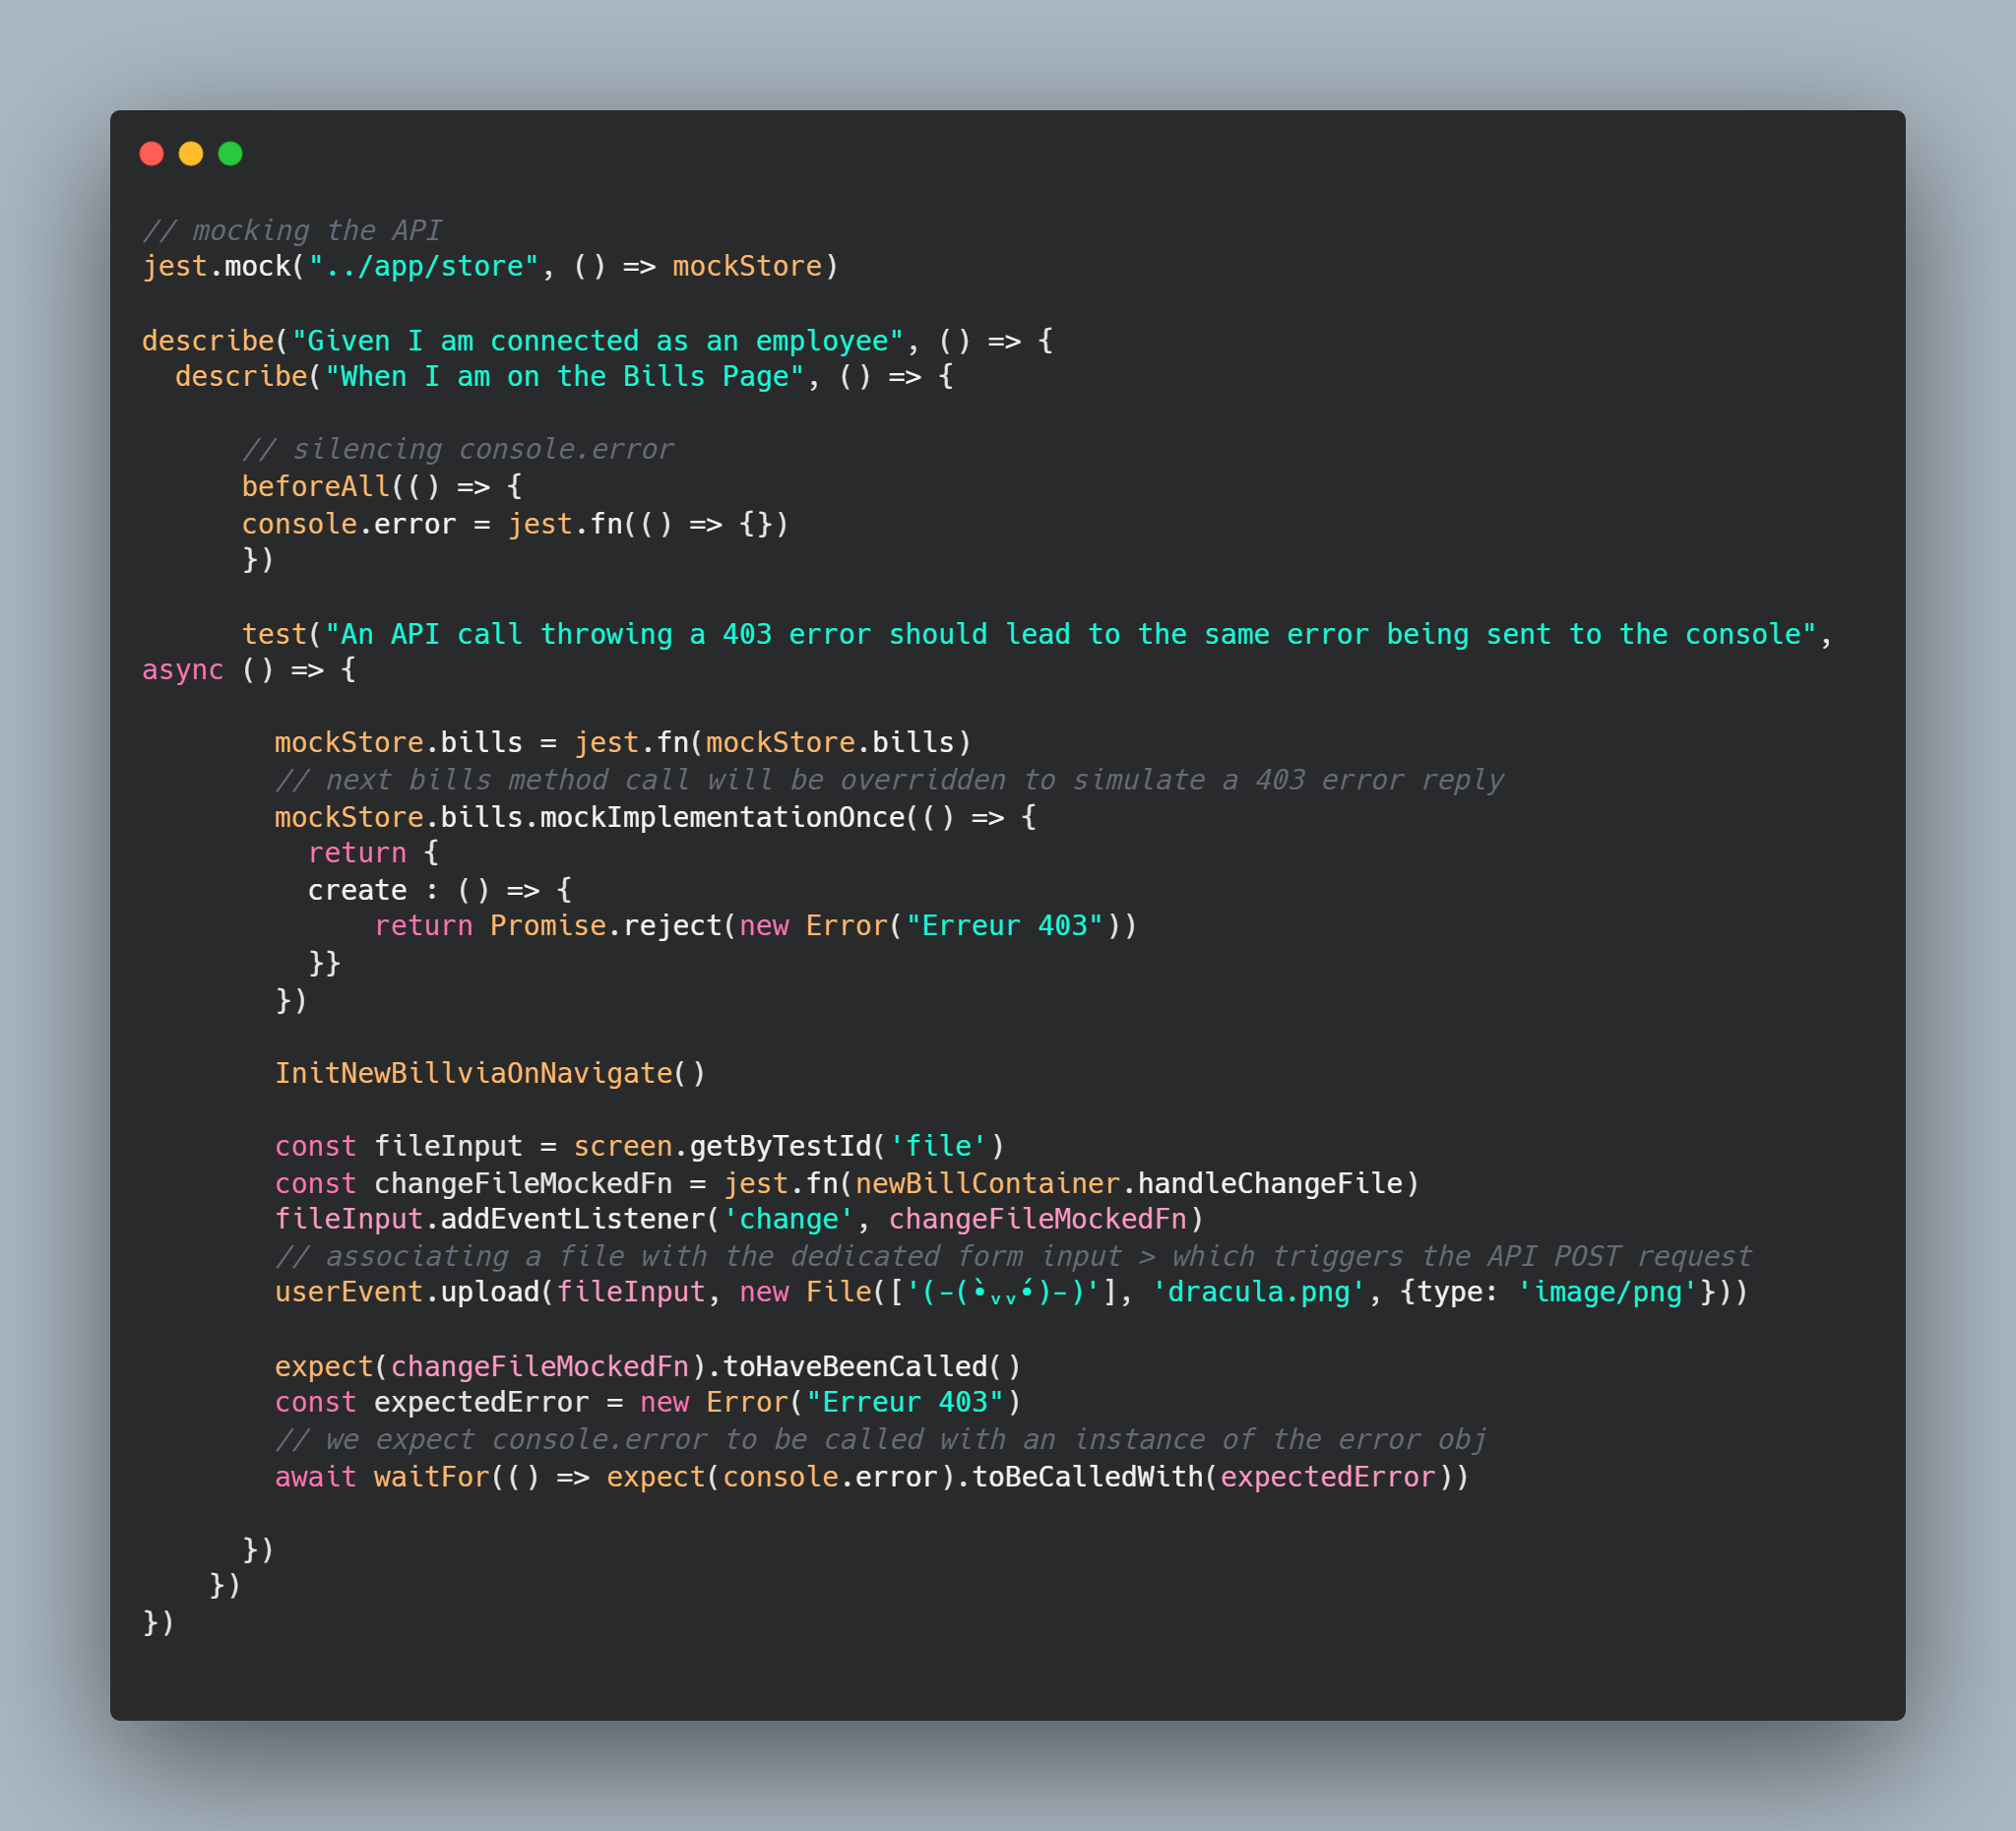 // mocking the API
jest.mock("../app/store", () => mockStore)
describe("Given I am connected as an employee", () => {
describe("When I am on the Bills Page", () => {
// silencing console.error
beforeAll(() => {
console.error = jest.fn(() => {})
})
test("An API call throwing a 403 error should lead to the same error being sent to the console",
async () => {
mockStore.bills = jest.fn(mockStore.bills)
// next bills method call will be overridden to simulate a 403 error reply
mockStore.bills.mockImplementationOnce(() => {
return {
create : () => {
return Promise.reject(new Error("Erreur 403"))
}}
})
InitNewBillviaOnNavigate()
const fileInput = screen.getByTestId('file')
const changeFileMockedFn = jest.fn(newBillContainer.handleChangeFile)
fileInput.addEventListener('change', changeFileMockedFn)
// associating a file with the dedicated form input > which triggers the API POST request
userEvent.upload(fileInput, new File(['(⌐(•̀ᵥᵥ•́)⌐)'], 'dracula.png', {type: 'image/png'}))
expect(changeFileMockedFn).toHaveBeenCalled()
const expectedError = new Error("Erreur 403")
// we expect console.error to be called with an instance of the error obj
await waitFor(() => expect(console.error).toBeCalledWith(expectedError))
})
})
})